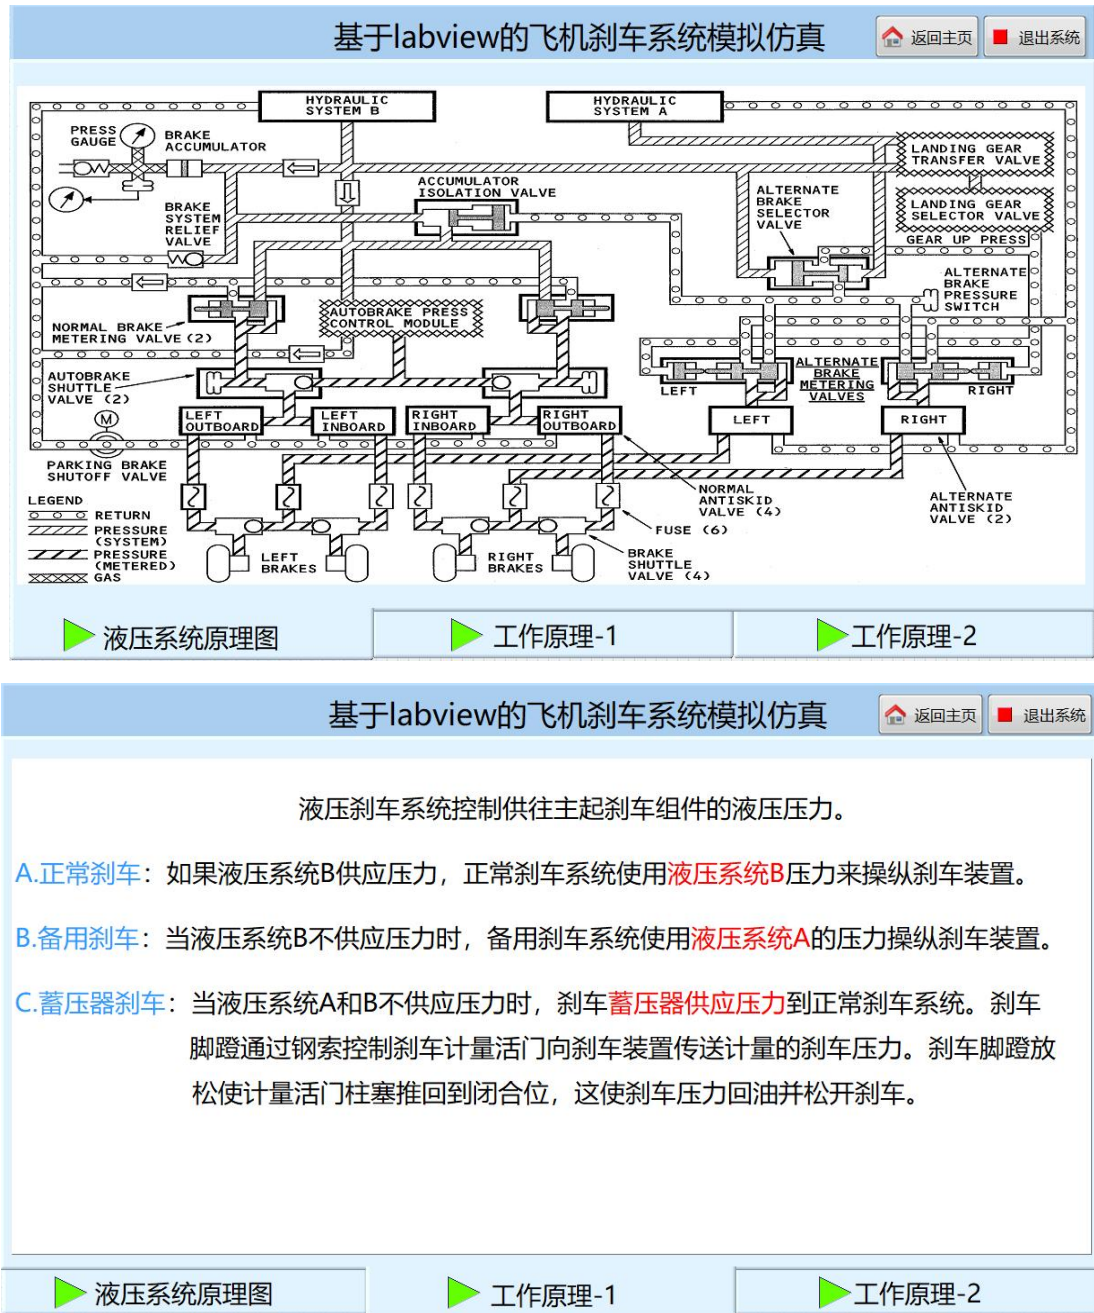 基于labview的飞机刹车系统模拟仿真
返回主页
退出系统
HYDRAULIC
SYSTEM B
HYDRAULIC
SYSTEM A
PRESS
GAUGE
BRAKE
ACCUMULATOR
LANDING GEAR
TRANSFER VALVE
ACCUMULATOR
ISOLATION VALVE
ALTERNATE
BRAKE
SELECTOR
VALVE
LANDING GEAR
SELECTOR VALVE
BRAKE
SYSTEM
RELIEF
VALVE
GEAR UP PRESS
ALTERNATE
BRAKE
PRESSURE
SWITCH
NORMAL BRAKE
METERING VALVE(2)
AUTOBRAKE PRESS
CONTROL MODULE
AUTOBRAKE
SHUTTLE
VALVE (2)
LEFT
ALTERNATE
BRAKE
METERING
VALVES
RIGHT
M
LEFT
OUTBOARD
LEFT
INBOARD
RIGHT
INBOARD
RIGHT
OUTBOARD
LEFT
RIGHT
PARKING BRAKE
SHUTOFF VALVE
NORMAL
ANTISKID
VALVE (4)
ALTERNATE
ANTISKID
VALVE (2)
FUSE (6)
LEGEND
RETURN
PRESSURE
(SYSTEM)
PRESSURE
(METERED)
GAS
LEFT
BRAKES
RIGHT
BRAKES
BRAKE
SHUTTLE
VALVE (4)
液压系统原理图
工作原理-1
工作原理-2
基于labview的飞机刹车系统模拟仿真
返回主页
退出系统
液压刹车系统控制供往主起刹车组件的液压压力。
A.正常刹车：如果液压系统B供应压力，正常刹车系统使用液压系统B压力来操纵刹车装置。
B.备用刹车：当液压系统B不供应压力时，备用刹车系统使用液压系统A的压力操纵刹车装置。
C.蓄压器刹车：当液压系统A和B不供应压力时，刹车蓄压器供应压力到正常刹车系统。刹车
脚蹬通过钢索控制刹车计量活门向刹车装置传送计量的刹车压力。刹车脚蹬放
松使计量活门柱塞推回到闭合位，这使刹车压力回油并松开刹车。
液压系统原理图
工作原理-1
工作原理-2